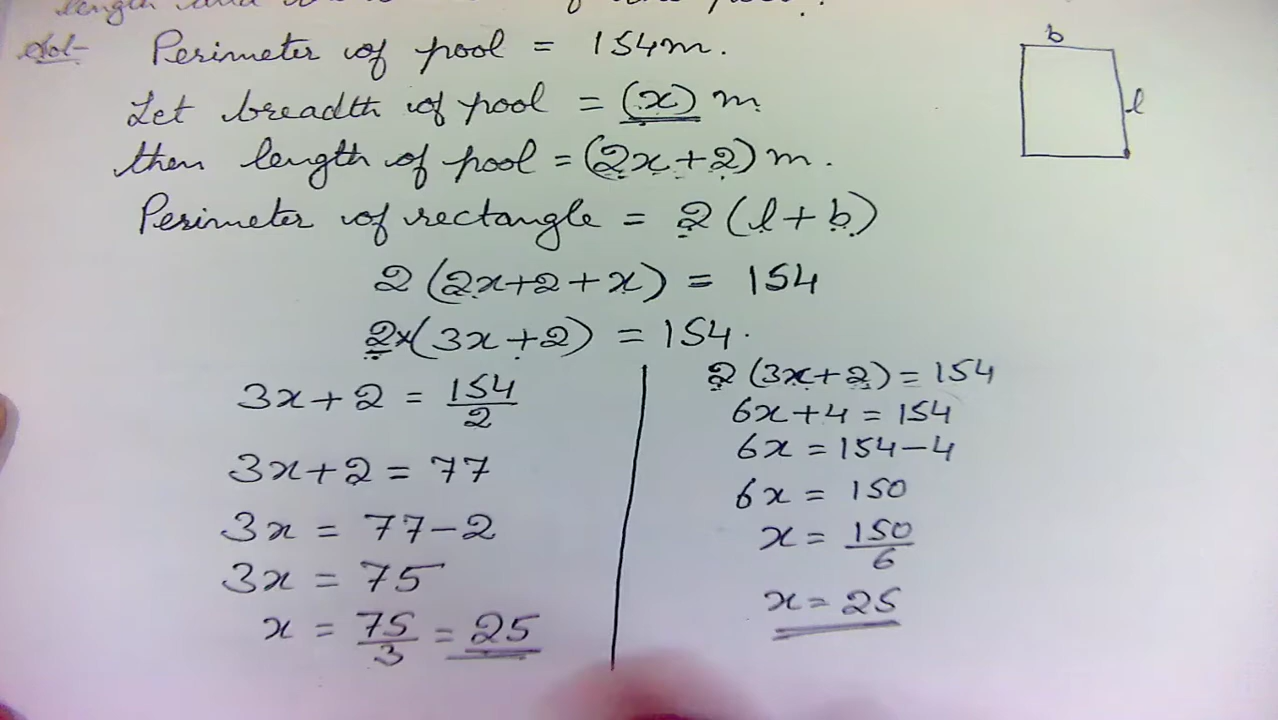 length and
Sol- Perimeter of pool = 154m.
b
Let breadth of pool = (x) m
l
then length of pool = (2x+2) m.
Perimeter of rectangle = 2 (l + b)
2 (2x+2+x) = 154
2×(3x+2) = 154.
3x+2 = 154/2
3x+2 = 77
3x = 77-2
3x = 75
x = 75/3 = 25
2 (3x+2) = 154
6x+4 = 154
6x = 154-4
6x = 150
x = 150/6
x = 25